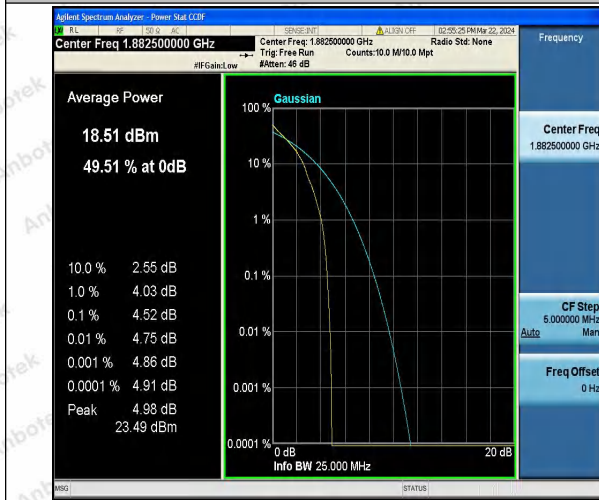 Agilent Spectrum Analyzer - Power Stat CCDF
RL RF 50 Ω AC SENSE:INT ALIGN OFF 02:55:25 PM Mar 22, 2024
Center Freq 1.882500000 GHz
Center Freq: 1.882500000 GHz Radio Std: None
Trig: Free Run Counts:10.0 M/10.0 Mpt
#IFGain:Low #Atten: 46 dB
Frequency
Average Power
18.51 dBm
49.51 % at 0dB
10.0 % 2.55 dB
1.0 % 4.03 dB
0.1 % 4.52 dB
0.01 % 4.75 dB
0.001 % 4.86 dB
0.0001 % 4.91 dB
Peak 4.98 dB
23.49 dBm
Gaussian
100 %
10 %
1 %
0.1 %
0.01 %
0.001 %
0.0001 %
0 dB 20 dB
Info BW 25.000 MHz
Center Freq
1.882500000 GHz
CF Step
5.000000 MHz
Auto Man
Freq Offset
0 Hz
MSG STATUS